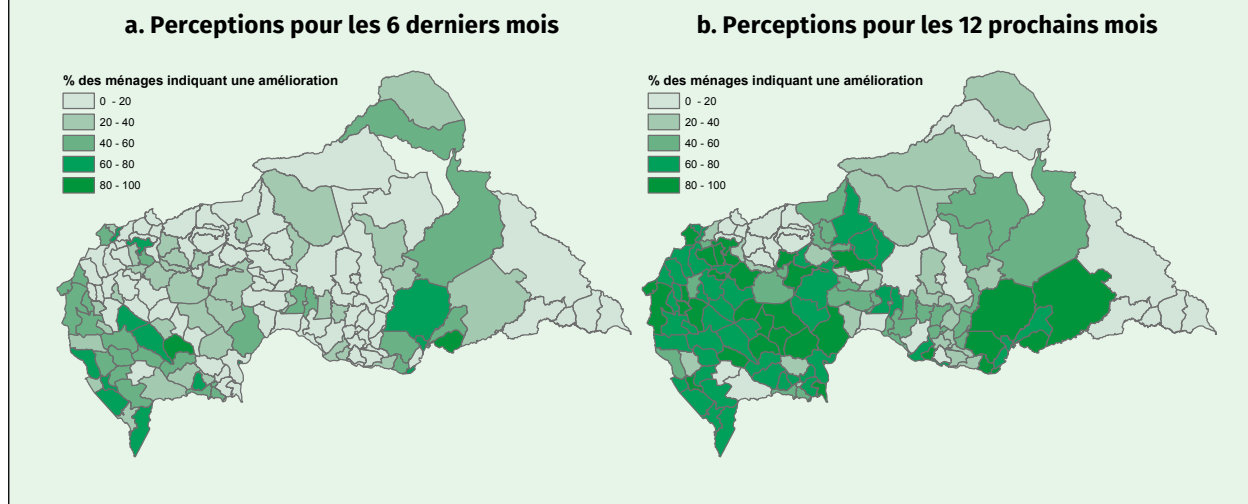 a. Perceptions pour les 6 derniers mois
% des ménages indiquant une amélioration
0 - 20
20 - 40
40 - 60
60 - 80
80 - 100
b. Perceptions pour les 12 prochains mois
% des ménages indiquant une amélioration
0 - 20
20 - 40
40 - 60
60 - 80
80 - 100